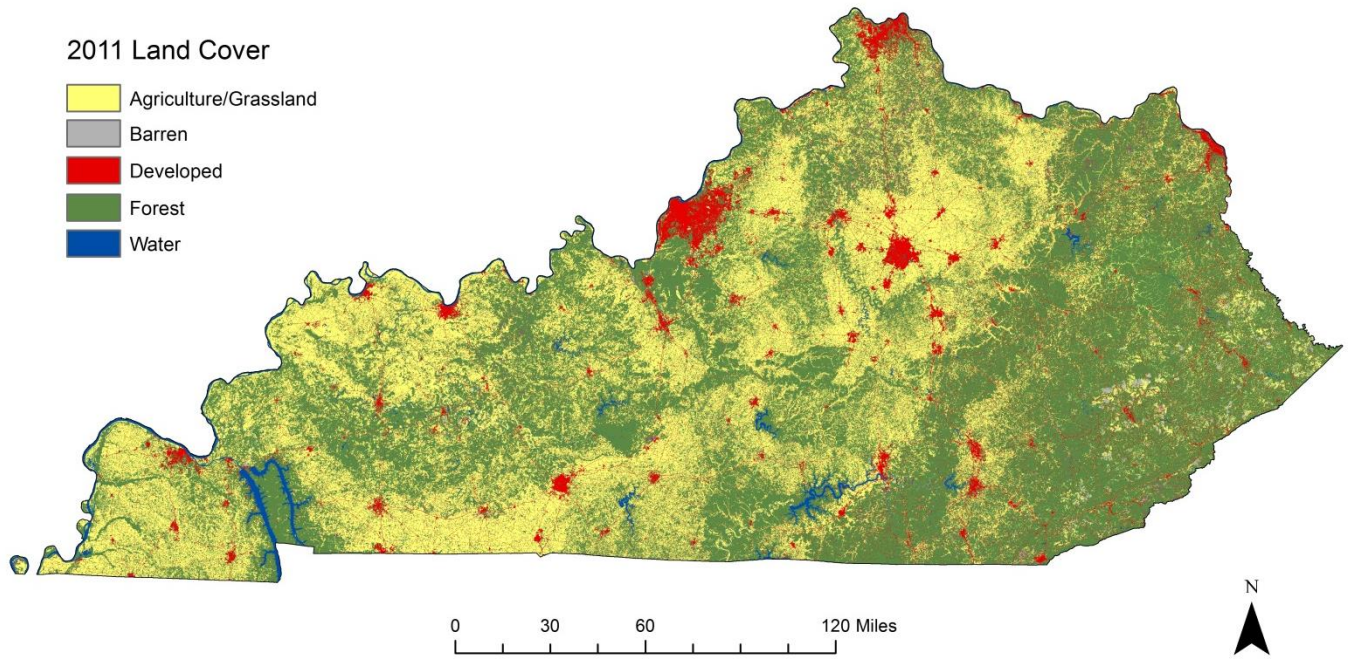 2011 Land Cover
Agriculture/Grassland
Barren
Developed
Forest
Water
0 30 60 120 Miles
N